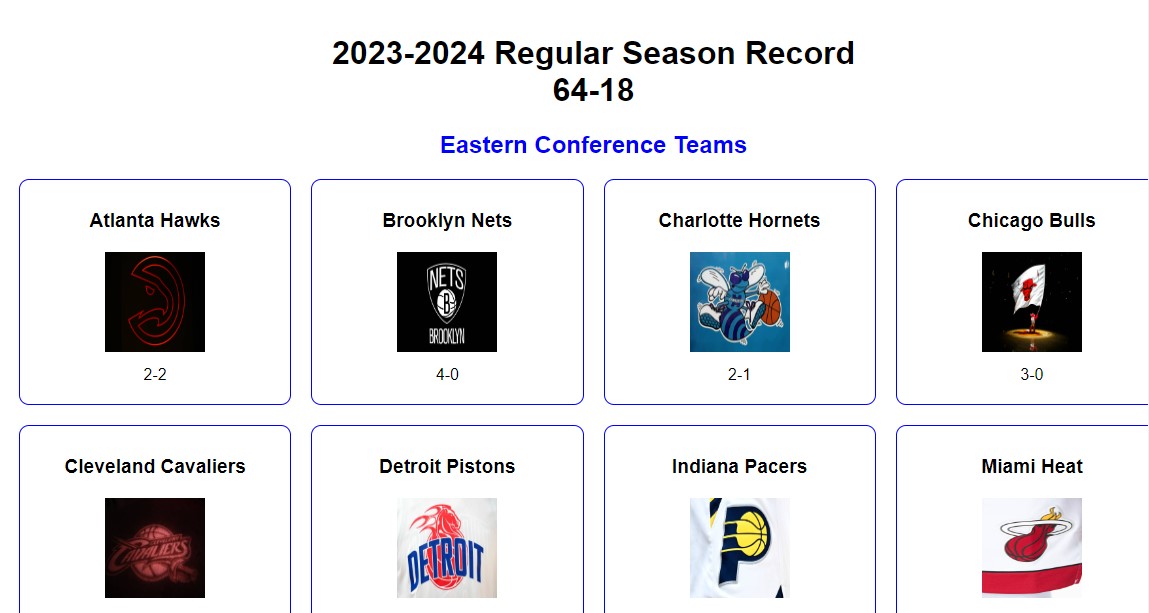 2023-2024 Regular Season Record
64-18
Eastern Conference Teams
Atlanta Hawks
Brooklyn Nets
Charlotte Hornets
Chicago Bulls
NETS
B
BROOKLYN
2-2
4-0
2-1
3-0
Cleveland Cavaliers
Detroit Pistons
Indiana Pacers
Miami Heat
CAVALIERS
DETROIT